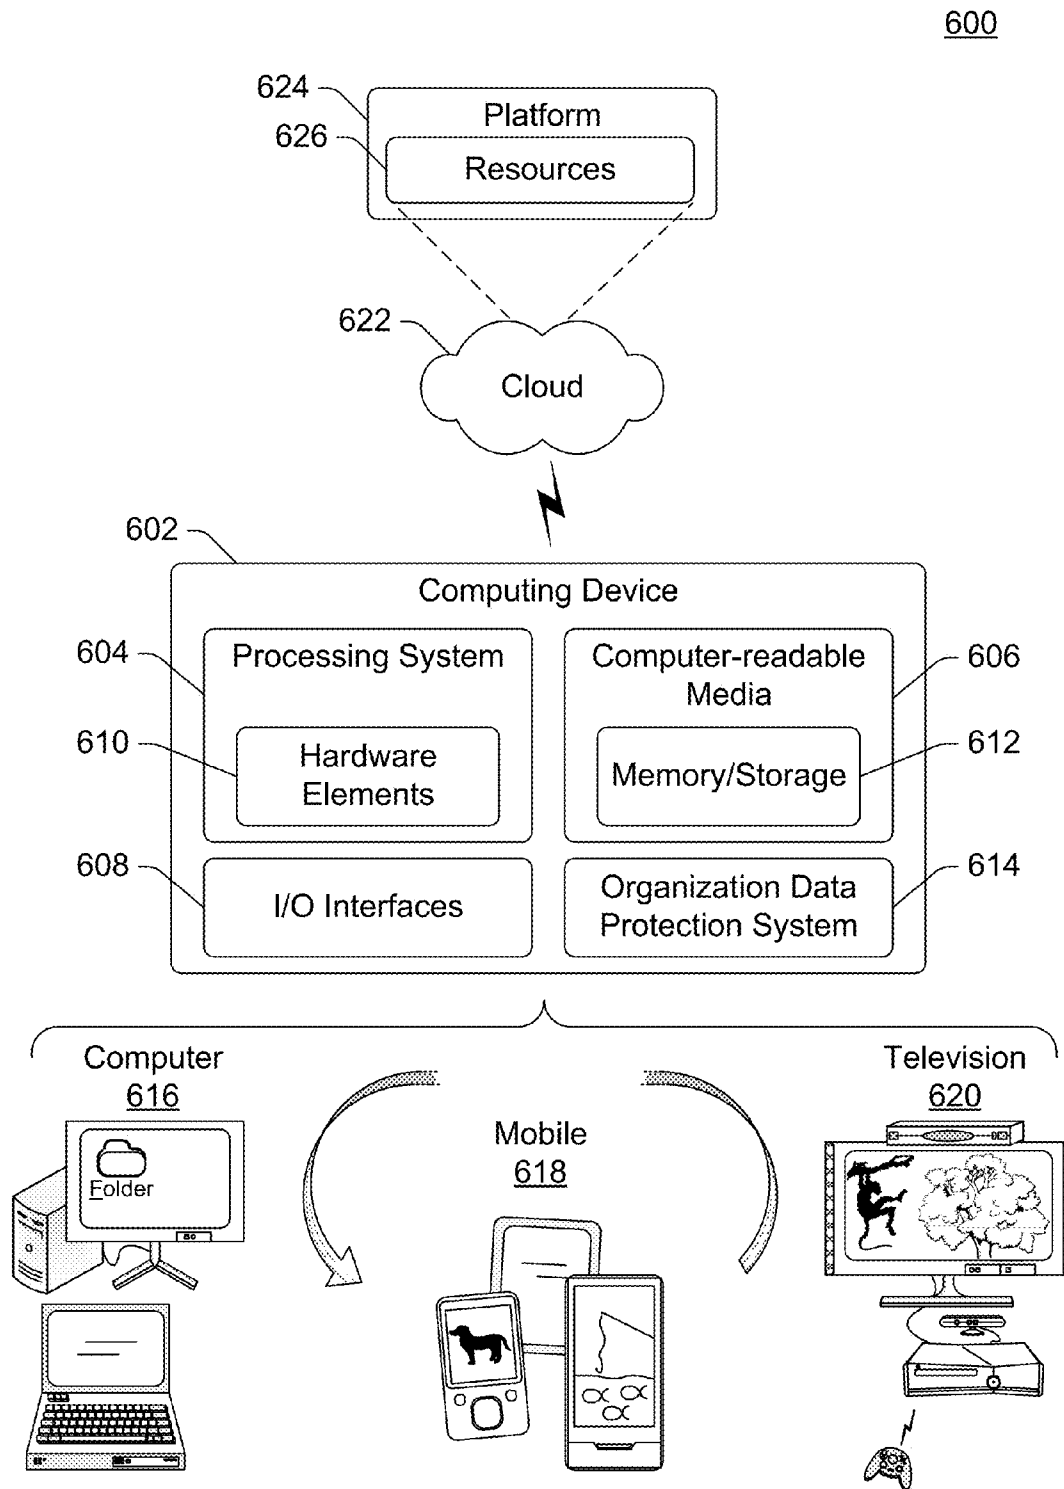 600
624
Platform
626
Resources
622
Cloud
602
Computing Device
604
Processing System
Computer-readable
Media
606
610
Hardware
Elements
Memory/Storage
612
608
I/O Interfaces
Organization Data
Protection System
614
Computer
616
Folder
Mobile
618
Television
620